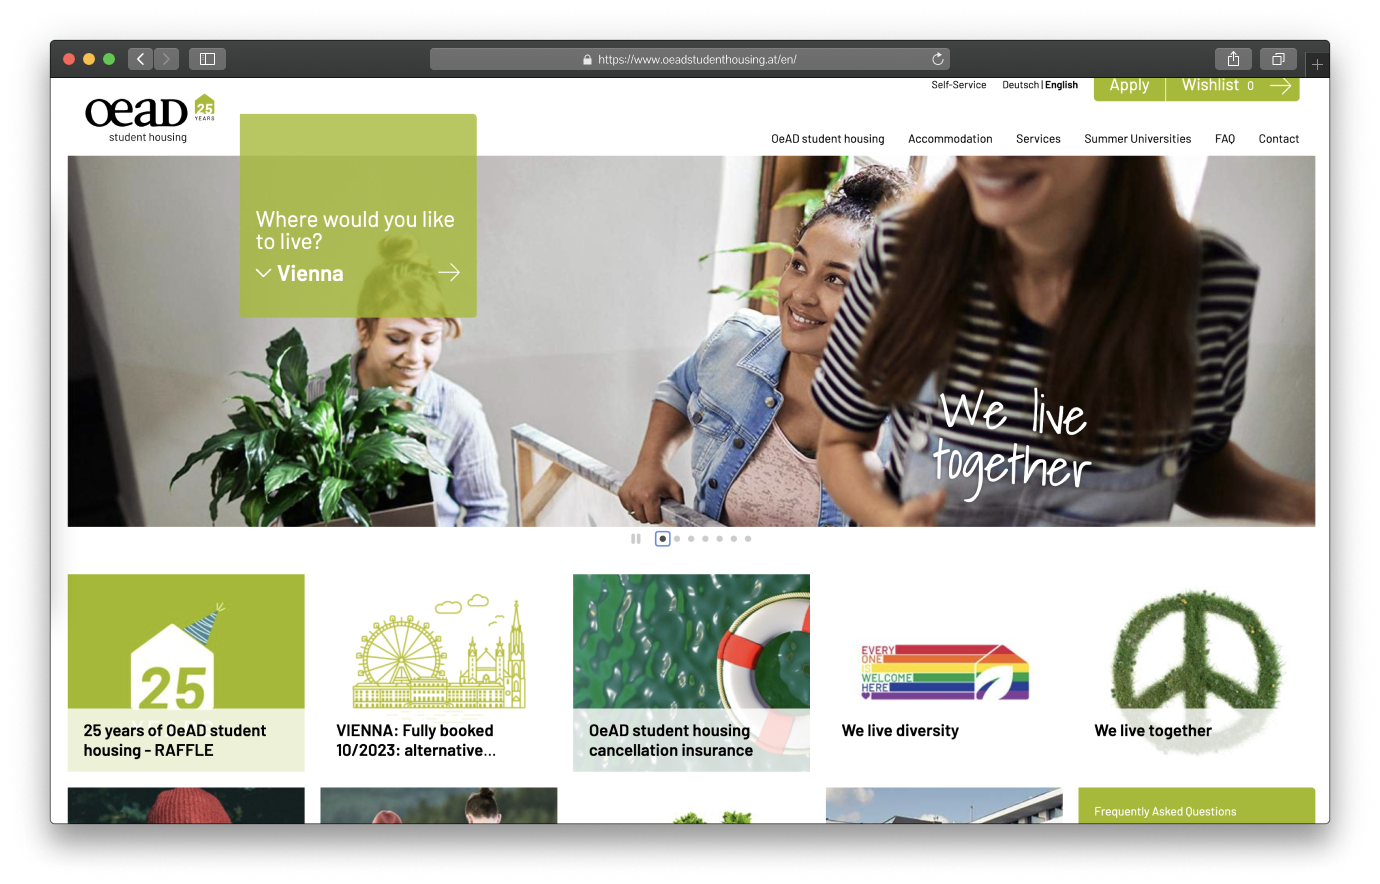 https://www.oeadstudenthousing.at/en/
Self-Service
Deutsch | English
Apply
Wishlist 0
OeAD
25
YEARS
student housing
OeAD student housing
Accommodation
Services
Summer Universities
FAQ
Contact
Where would you like
to live?
Vienna
We live
together
25
25 years of OeAD student
housing - RAFFLE
VIENNA: Fully booked
10/2023: alternative...
OeAD student housing
cancellation insurance
EVERY
ONE
IS
WELCOME
HERE
We live diversity
We live together
Frequently Asked Questions